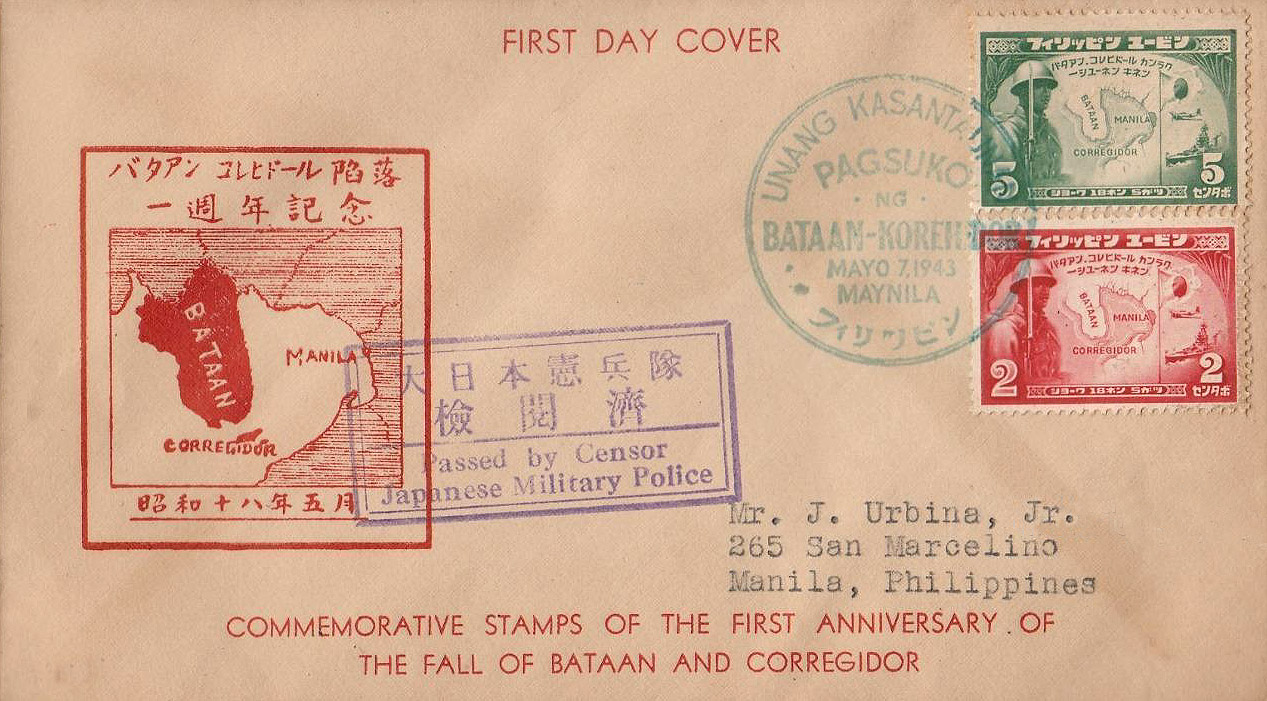 FIRST DAY COVER
フィリッピン ユービン
バタアン.コレヒドール カンラク
一シューネン キネン
BATAAN
MANILA
CORREGIDOR
5
5
ショーワ 18ネン 5ガツ
センタボ
フィリッピン ユービン
バタアン.コレヒドール カンラク
一シューネン キネン
BATAAN
MANILA
CORREGIDOR
2
2
ショーワ 18ネン 5ガツ
センタボ
UNANG
PAGSUKO
· NG ·
BATAAN-KOREHIDOR
MAYO 7,1943
MAYNILA
フィリッピン
バタアン コレヒドール 陥落
一週年記念
BATAAN
MANILA
CORREGIDOR
昭和十八年五月
大日本憲兵隊
檢閲濟
Passed by Censor
Japanese Military Police
Mr. J. Urbina, Jr.
265 San Marcelino
Manila, Philippines
COMMEMORATIVE STAMPS OF THE FIRST ANNIVERSARY OF
THE FALL OF BATAAN AND CORREGIDOR